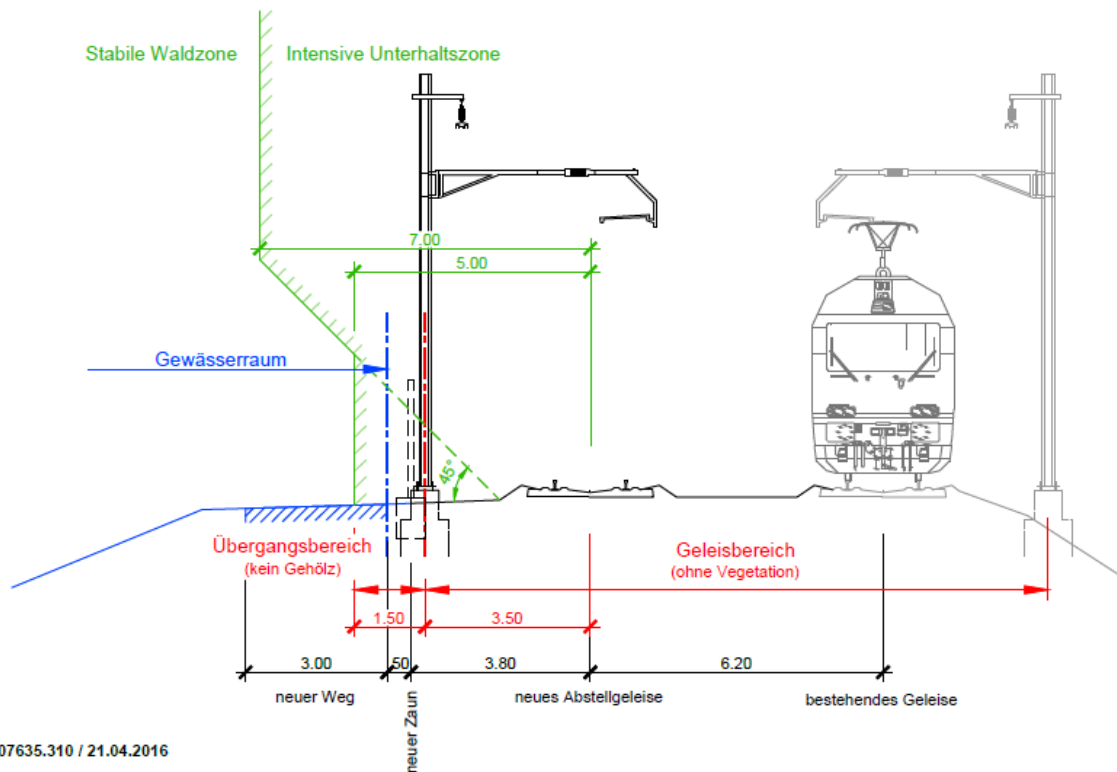 Stabile Waldzone
Intensive Unterhaltszone
7.00
5.00
Gewässerraum
45°
Übergangsbereich
(kein Gehölz)
Geleisbereich
(ohne Vegetation)
1.50
3.50
3.00
50
3.80
6.20
neuer Weg
neuer Zaun
neues Abstellgeleise
bestehendes Geleise
07635.310 / 21.04.2016